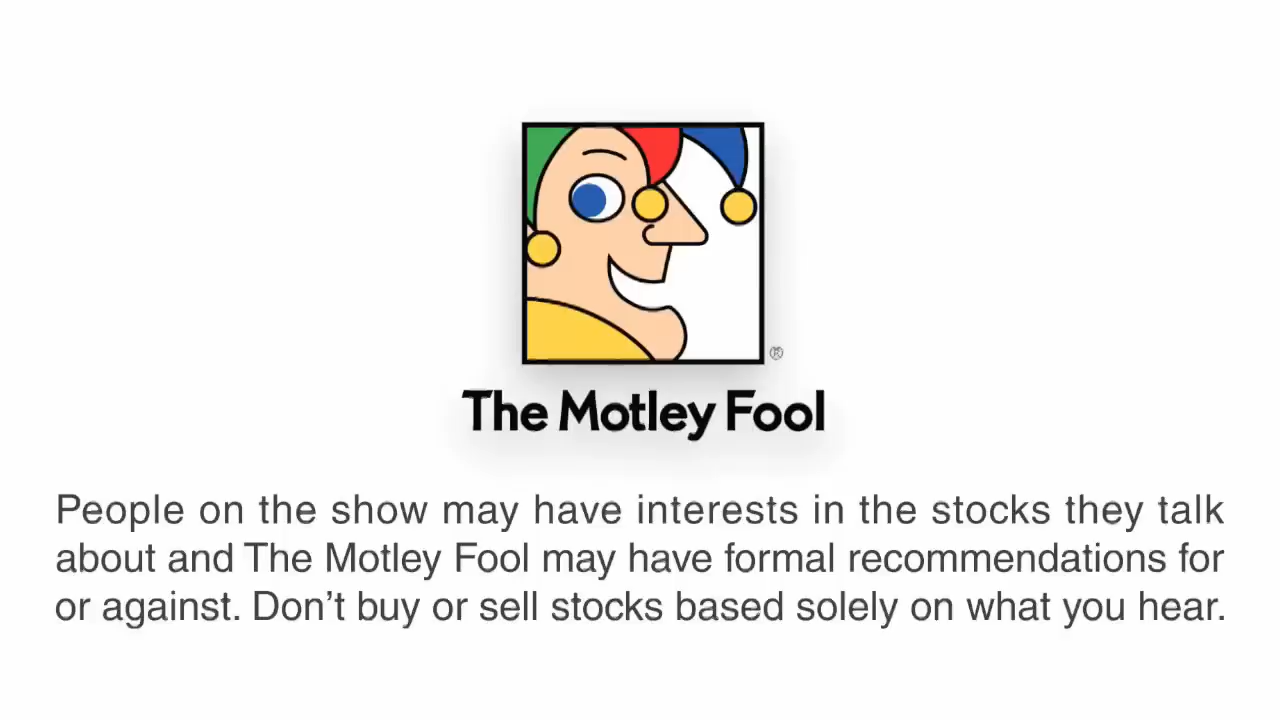 ®
The Motley Fool
People on the show may have interests in the stocks they talk
about and The Motley Fool may have formal recommendations for
or against. Don’t buy or sell stocks based solely on what you hear.